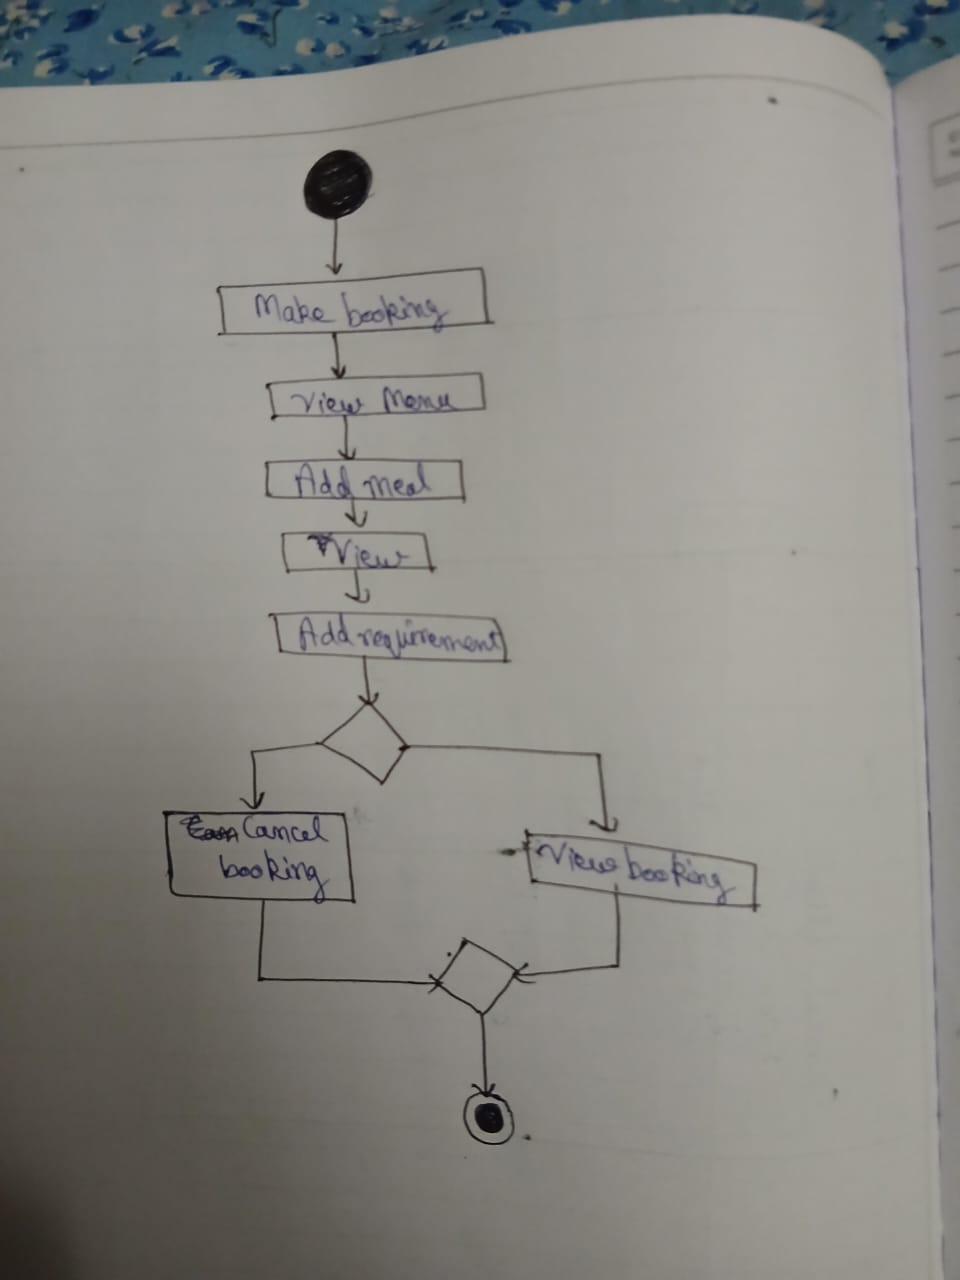 Make booking
View Menu
Add meal
View
Add requirement
Cancel
booking
View booking